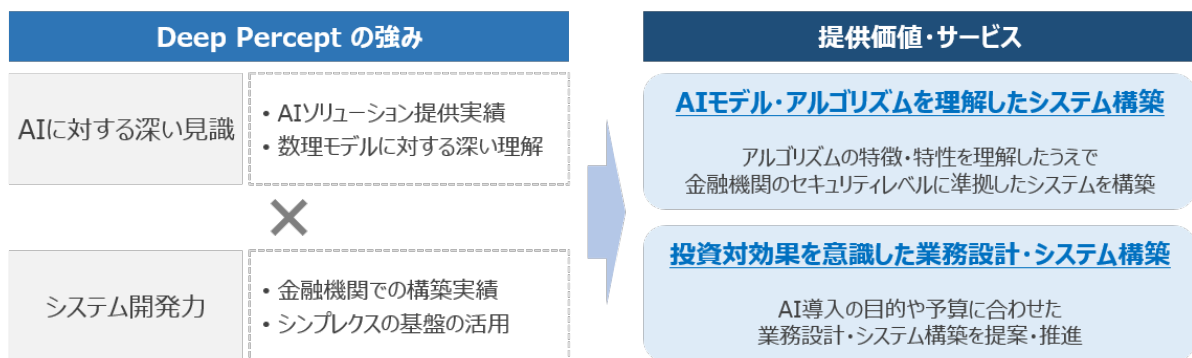 Deep Percept の強み
AIに対する深い見識
・AIソリューション提供実績
・数理モデルに対する深い理解
×
システム開発力
・金融機関での構築実績
・シンプレクスの基盤の活用
提供価値・サービス
AIモデル・アルゴリズムを理解したシステム構築
アルゴリズムの特徴・特性を理解したうえで
金融機関のセキュリティレベルに準拠したシステムを構築
投資対効果を意識した業務設計・システム構築
AI導入の目的や予算に合わせた
業務設計・システム構築を提案・推進